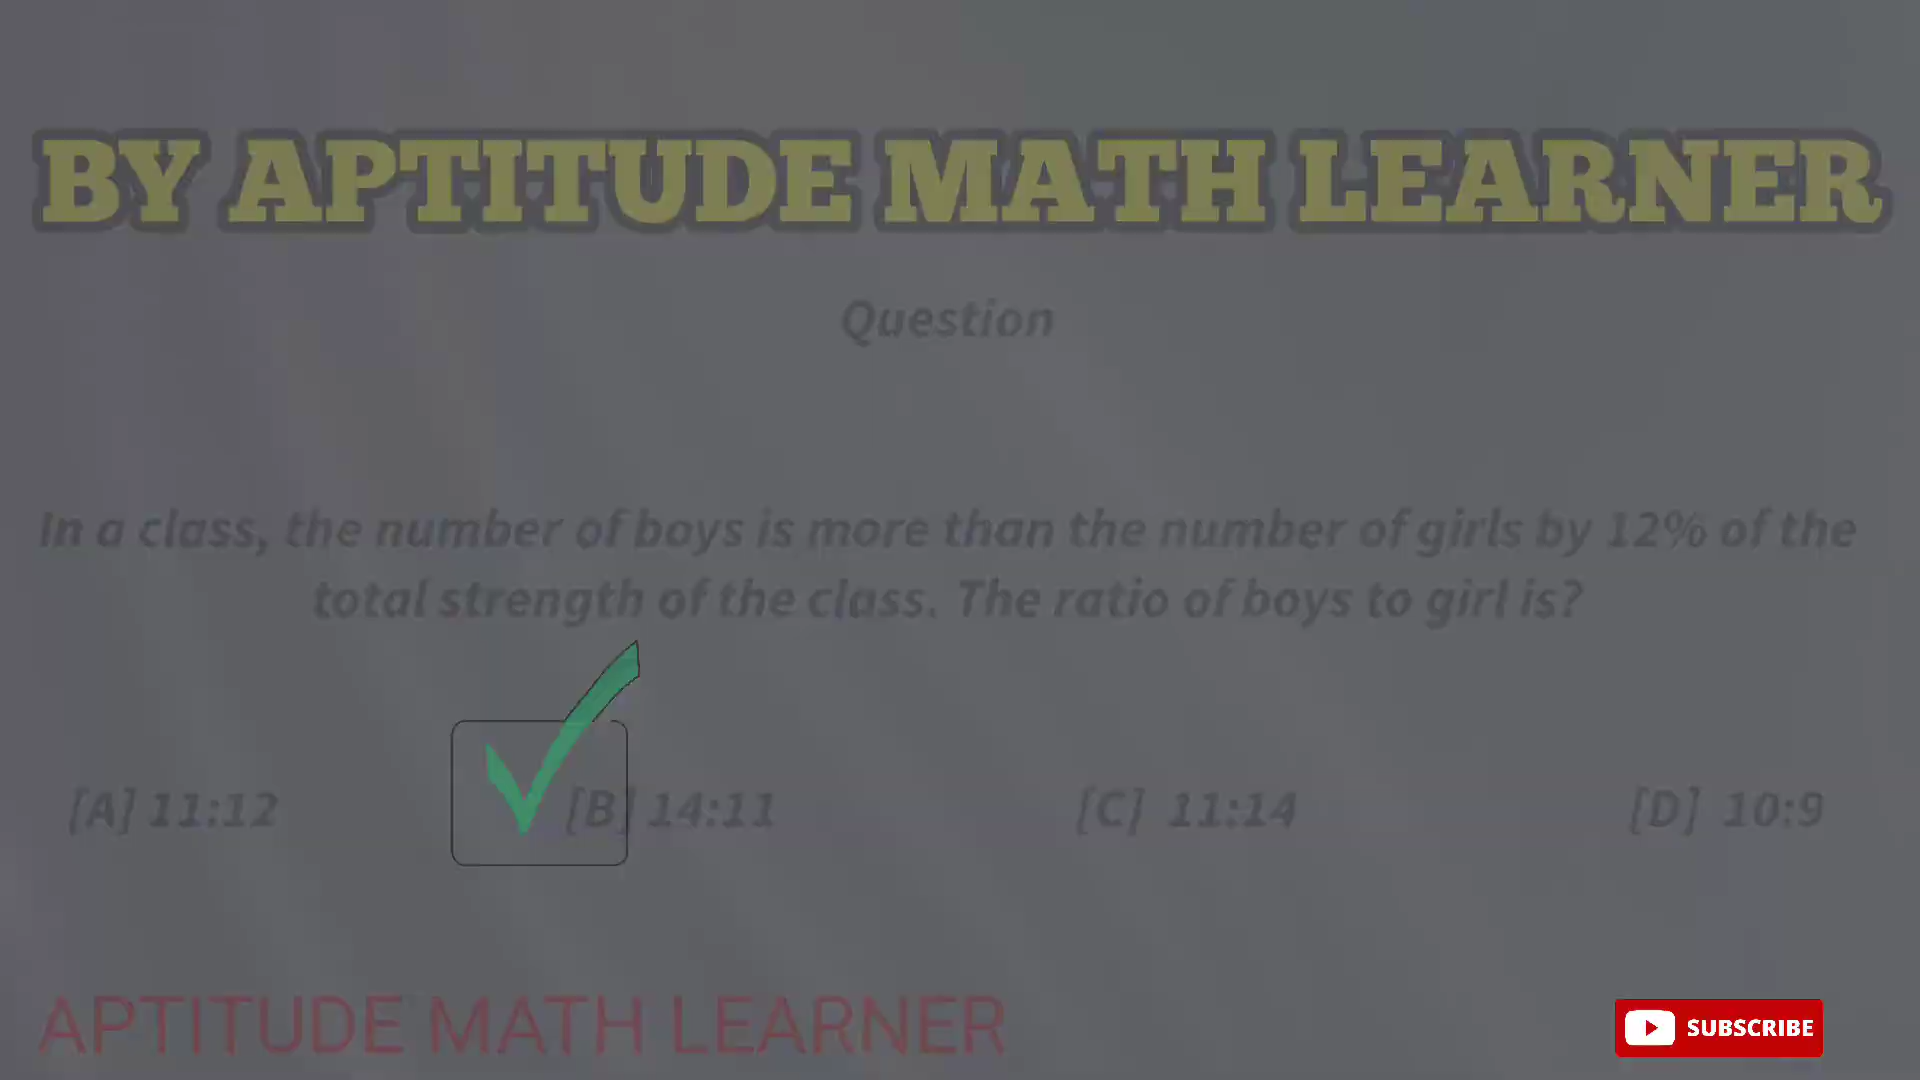 BY APTITUDE MATH LEARNER
Question
In a class, the number of boys is more than the number of girls by 12% of the
total strength of the class. The ratio of boys to girl is?
[A] 11:12 [B] 14:11 [C] 11:14 [D] 10:9
APTITUDE MATH LEARNER
SUBSCRIBE